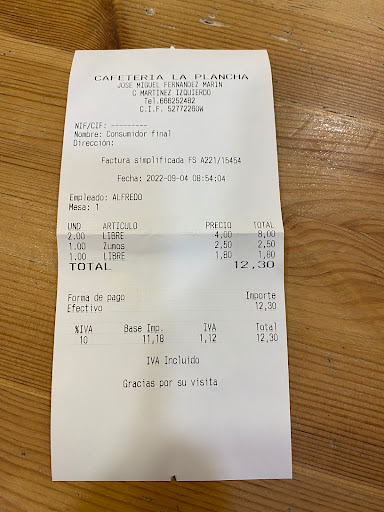 CAFETERIA LA PLANCHA
JOSE MIGUEL FERNANDEZ MARIN
C MARTINEZ IZQUIERDO
Tel.666252482
C.I.F. 52772260W
NIF/CIF: ---------
Nombre: Consumidor final
Dirección:
Factura simplificada FS A221/15454
Fecha: 2022-09-04 08:54:04
Empleado: ALFREDO
Mesa: 1
UND ARTICULO PRECIO TOTAL
2.00 LIBRE 4,00 8,00
1.00 Zumos 2,50 2,50
1.00 LIBRE 1,80 1,80
TOTAL 12,30
Forma de pago Importe
Efectivo 12,30
%IVA Base Imp. IVA Total
10 11,18 1,12 12,30
IVA Incluido
Gracias por su visita